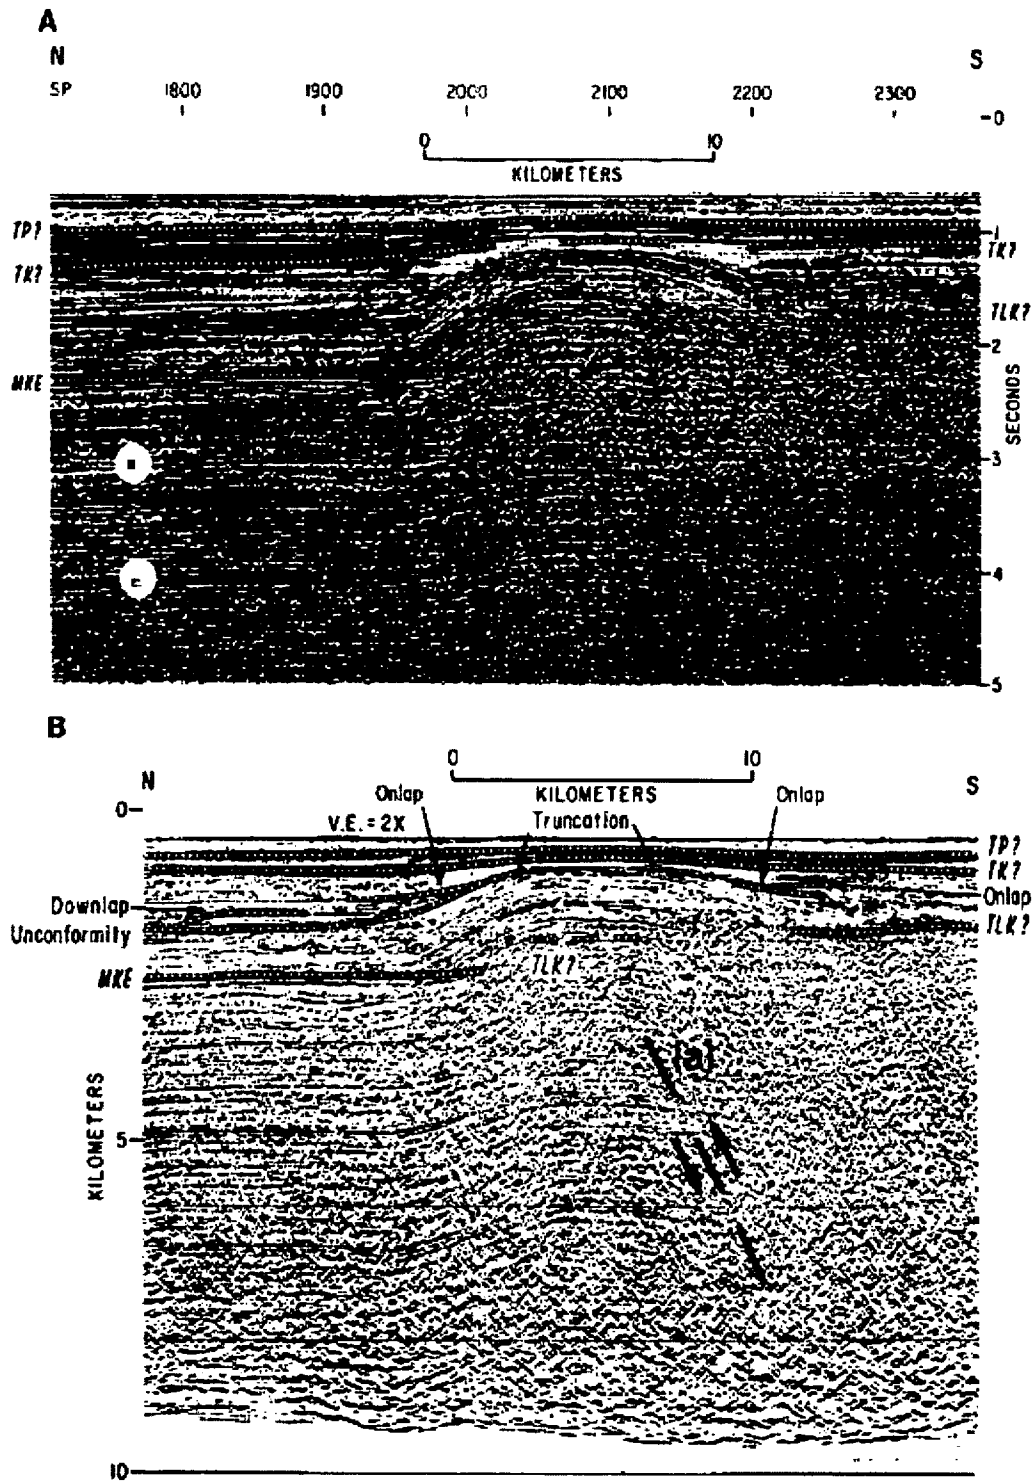 A
N S
SP 1800 1900 2000 2100 2200 2300
0
0 10
KILOMETERS
TP? 1
TK?
TK?
TLK?
2
MKE
SECONDS
3
4
5
B
0 10
N S
Onlap KILOMETERS Onlap
0
V.E. = 2X Truncation
TP?
TK?
Downlap Onlap
Unconformity TLK?
MKE TLK?
(a)
KILOMETERS
5
10